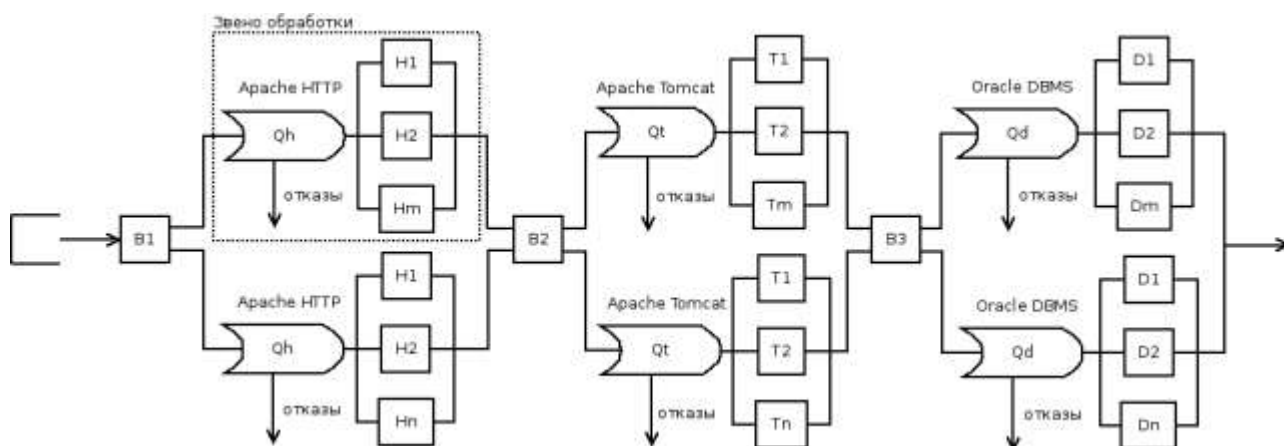 Звено обработки
Apache HTTP
Qh
отказы
H1
H2
Hm
Apache Tomcat
Qt
отказы
T1
T2
Tm
Oracle DBMS
Qd
отказы
D1
D2
Dm
B1
B2
B3
Apache HTTP
Qh
отказы
H1
H2
Hn
Apache Tomcat
Qt
отказы
T1
T2
Tn
Oracle DBMS
Qd
отказы
D1
D2
Dn